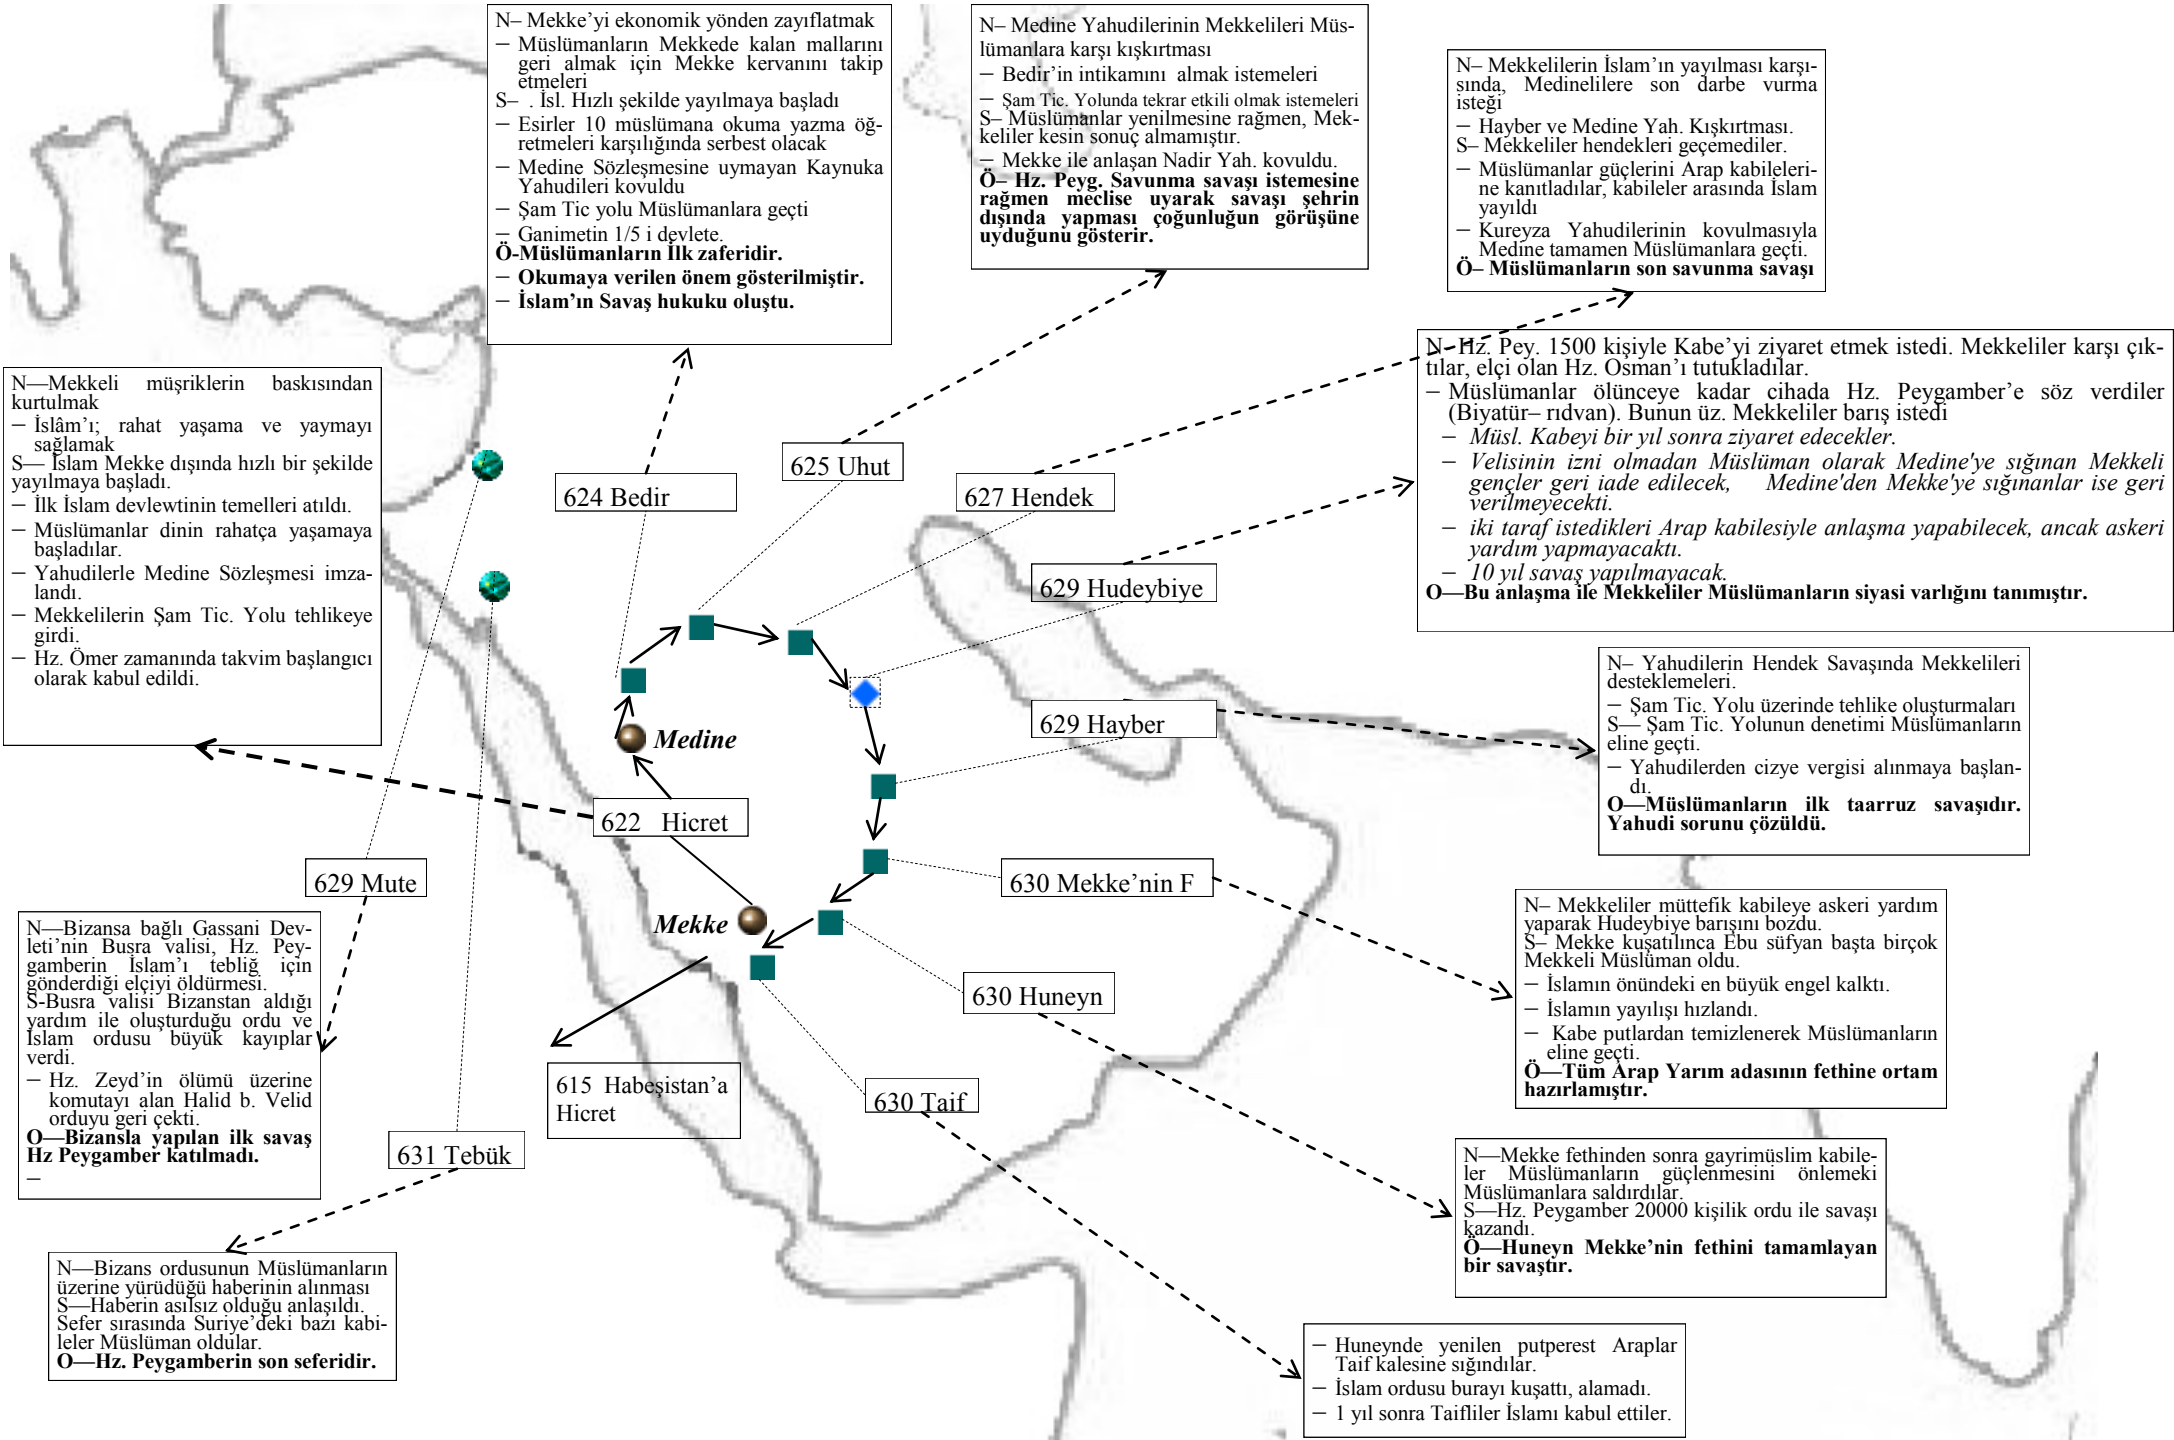 N– Mekke’yi ekonomik yönden zayıflatmak
– Müslümanların Mekkede kalan mallarını
geri almak için Mekke kervanını takip
etmeleri
S– . İsl. Hızlı şekilde yayılmaya başladı
– Esirler 10 müslümana okuma yazma öğ-
retmeleri karşılığında serbest olacak
– Medine Sözleşmesine uymayan Kaynuka
Yahudileri kovuldu
– Şam Tic yolu Müslümanlara geçti
– Ganimetin 1/5 i devlete.
Ö-Müslümanların İlk zaferidir.
– Okumaya verilen önem gösterilmiştir.
– İslam’ın Savaş hukuku oluştu.
N– Medine Yahudilerinin Mekkelileri Müs-
lümanlara karşı kışkırtması
– Bedir’in intikamını almak istemeleri
– Şam Tic. Yolunda tekrar etkili olmak istemeleri
S– Müslümanlar yenilmesine rağmen, Mek-
keliler kesin sonuç almamıştır.
– Mekke ile anlaşan Nadir Yah. kovuldu.
Ö– Hz. Peyg. Savunma savaşı istemesine
rağmen meclise uyarak savaşı şehrin
dışında yapması çoğunluğun görüşüne
uyduğunu gösterir.
N– Mekkelilerin İslam’ın yayılması karşı-
sında, Medinelilere son darbe vurma
isteği
– Hayber ve Medine Yah. Kışkırtması.
S– Mekkeliler hendekleri geçemediler.
– Müslümanlar güçlerini Arap kabileleri-
ne kanıtladılar, kabileler arasında İslam
yayıldı
– Kureyza Yahudilerinin kovulmasıyla
Medine tamamen Müslümanlara geçti.
Ö– Müslümanların son savunma savaşı
N- Hz. Pey. 1500 kişiyle Kabe’yi ziyaret etmek istedi. Mekkeliler karşı çık-
tılar, elçi olan Hz. Osman’ı tutukladılar.
– Müslümanlar ölünceye kadar cihada Hz. Peygamber’e söz verdiler
(Biyatür– rıdvan). Bunun üz. Mekkeliler barış istedi
– Müsl. Kabeyi bir yıl sonra ziyaret edecekler.
– Velisinin izni olmadan Müslüman olarak Medine'ye sığınan Mekkeli
gençler geri iade edilecek, Medine'den Mekke'ye sığınanlar ise geri
verilmeyecekti.
– iki taraf istedikleri Arap kabilesiyle anlaşma yapabilecek, ancak askeri
yardım yapmayacaktı.
– 10 yıl savaş yapılmayacak.
O—Bu anlaşma ile Mekkeliler Müslümanların siyasi varlığını tanımıştır.
N—Mekkeli müşriklerin baskısından
kurtulmak
– İslâm’ı; rahat yaşama ve yaymayı
sağlamak
S— İslam Mekke dışında hızlı bir şekilde
yayılmaya başladı.
– İlk İslam devlewtinin temelleri atıldı.
– Müslümanlar dinin rahatça yaşamaya
başladılar.
– Yahudilerle Medine Sözleşmesi imza-
landı.
– Mekkelilerin Şam Tic. Yolu tehlikeye
girdi.
– Hz. Ömer zamanında takvim başlangıcı
olarak kabul edildi.
624 Bedir
625 Uhut
627 Hendek
629 Hudeybiye
629 Hayber
Medine
622 Hicret
629 Mute
Mekke
630 Mekke’nin F
630 Huneyn
615 Habeşistan’a
Hicret
630 Taif
631 Tebük
N– Yahudilerin Hendek Savaşında Mekkelileri
desteklemeleri.
– Şam Tic. Yolu üzerinde tehlike oluşturmaları
S— Şam Tic. Yolunun denetimi Müslümanların
eline geçti.
– Yahudilerden cizye vergisi alınmaya başlan-
dı.
O—Müslümanların ilk taarruz savaşıdır.
Yahudi sorunu çözüldü.
N– Mekkeliler müttefik kabileye askeri yardım
yaparak Hudeybiye barışını bozdu.
S– Mekke kuşatılınca Ebu süfyan başta birçok
Mekkeli Müslüman oldu.
– İslamın önündeki en büyük engel kalktı.
– İslamın yayılışı hızlandı.
– Kabe putlardan temizlenerek Müslümanların
eline geçti.
Ö—Tüm Arap Yarım adasının fethine ortam
hazırlamıştır.
N—Bizansa bağlı Gassani Dev-
leti’nin Busra valisi, Hz. Pey-
gamberin İslam’ı tebliğ için
gönderdiği elçiyi öldürmesi.
S-Busra valisi Bizanstan aldığı
yardım ile oluşturduğu ordu ve
İslam ordusu büyük kayıplar
verdi.
– Hz. Zeyd’in ölümü üzerine
komutayı alan Halid b. Velid
orduyu geri çekti.
O—Bizansla yapılan ilk savaş
Hz Peygamber katılmadı.
–
N—Mekke fethinden sonra gayrimüslim kabile-
ler Müslümanların güçlenmesini önlemeki
Müslümanlara saldırdılar.
S—Hz. Peygamber 20000 kişilik ordu ile savaşı
kazandı.
Ö—Huneyn Mekke’nin fethini tamamlayan
bir savaştır.
N—Bizans ordusunun Müslümanların
üzerine yürüdüğü haberinin alınması
S—Haberin asılsız olduğu anlaşıldı.
Sefer sırasında Suriye’deki bazı kabi-
leler Müslüman oldular.
O—Hz. Peygamberin son seferidir.
– Huneynde yenilen putperest Araplar
Taif kalesine sığındılar.
– İslam ordusu burayı kuşattı, alamadı.
– 1 yıl sonra Taifliler İslamı kabul ettiler.